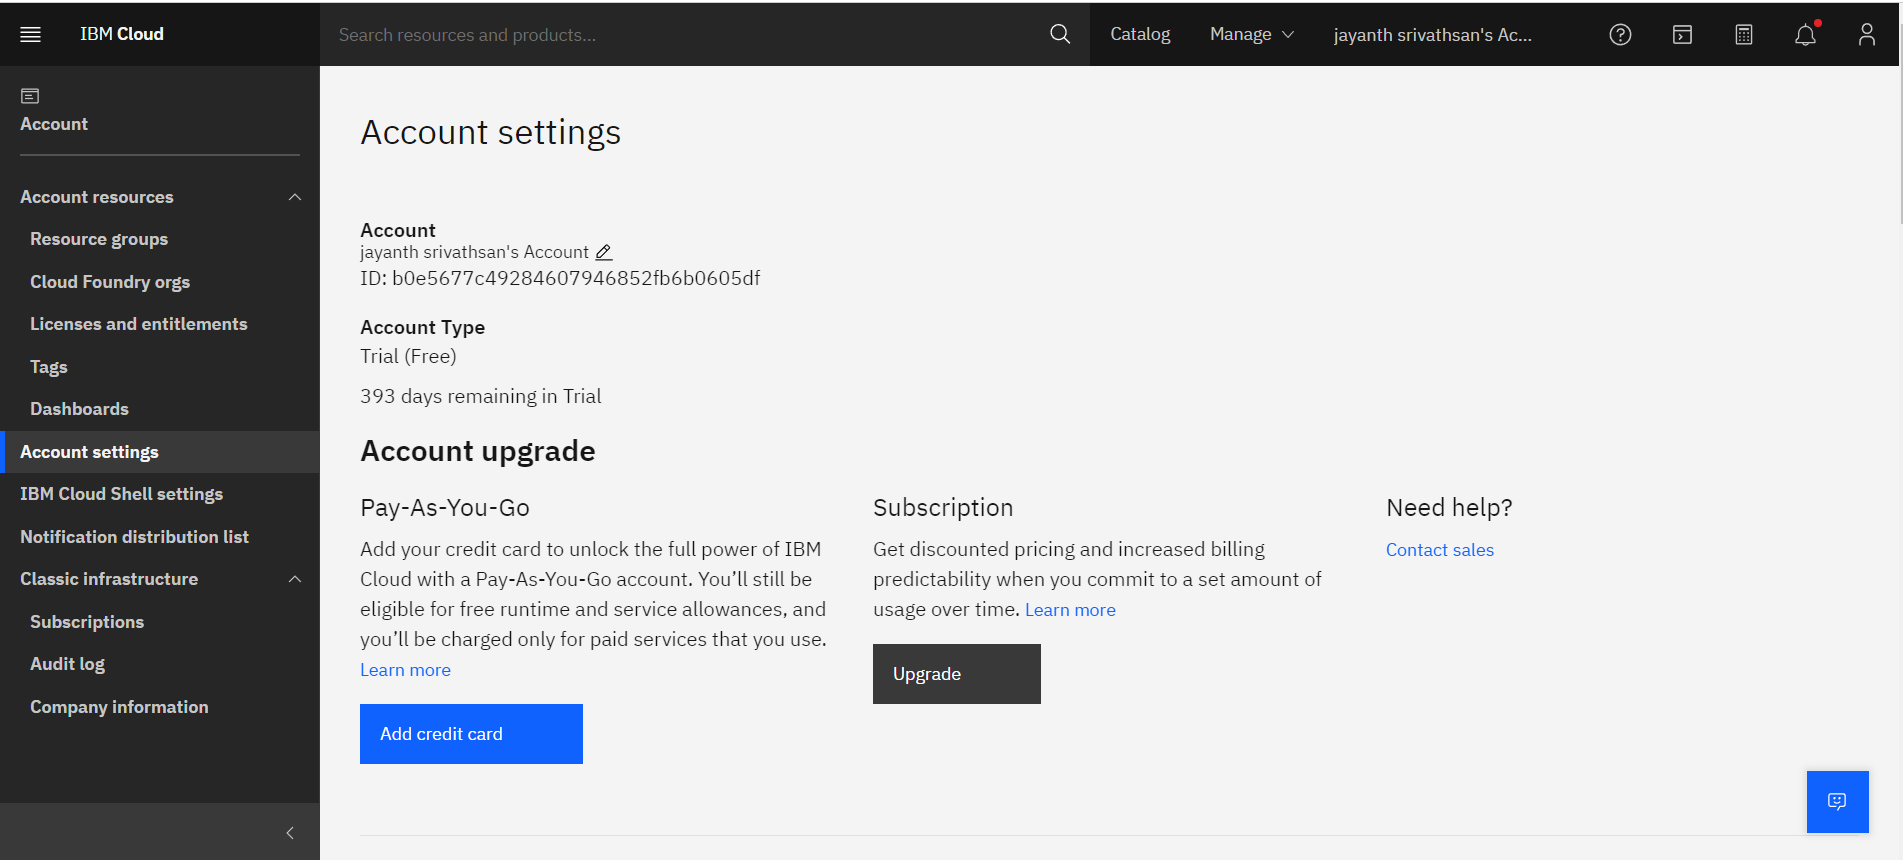 IBM Cloud
Search resources and products...
Catalog
Manage
jayanth srivathsan's Ac...
Account
Account resources
Resource groups
Cloud Foundry orgs
Licenses and entitlements
Tags
Dashboards
Account settings
IBM Cloud Shell settings
Notification distribution list
Classic infrastructure
Subscriptions
Audit log
Company information
Account settings
Account
jayanth srivathsan's Account
ID: b0e5677c49284607946852fb6b0605df
Account Type
Trial (Free)
393 days remaining in Trial
Account upgrade
Pay-As-You-Go
Add your credit card to unlock the full power of IBM
Cloud with a Pay-As-You-Go account. You’ll still be
eligible for free runtime and service allowances, and
you’ll be charged only for paid services that you use.
Learn more
Add credit card
Subscription
Get discounted pricing and increased billing
predictability when you commit to a set amount of
usage over time. Learn more
Upgrade
Need help?
Contact sales